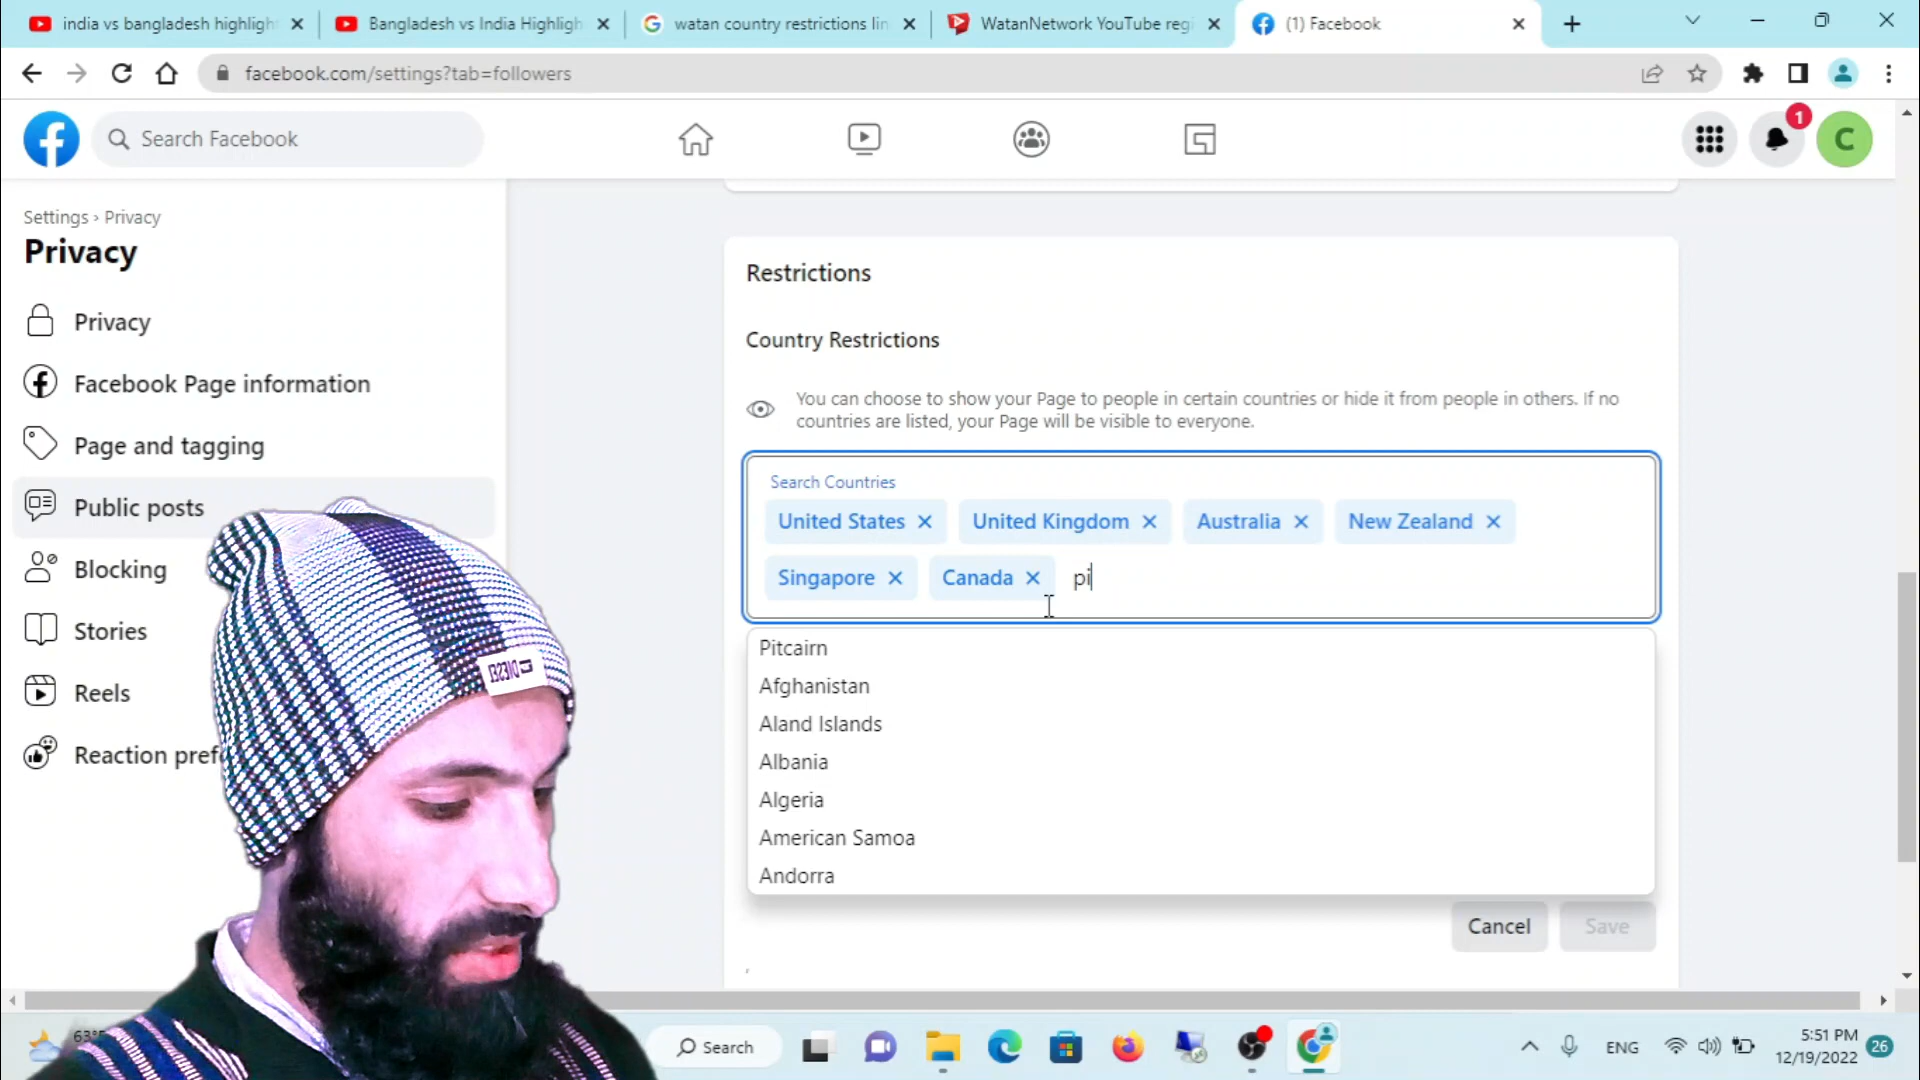 india vs bangladesh highligh
Bangladesh vs India Highligh
watan country restrictions lin
WatanNetwork YouTube regi
(1) Facebook
facebook.com/settings?tab=followers
Search Facebook
1
C
Settings › Privacy
Privacy
Privacy
Facebook Page information
Page and tagging
Public posts
Blocking
Stories
Reels
Reaction pref
Restrictions
Country Restrictions
You can choose to show your Page to people in certain countries or hide it from people in others. If no
countries are listed, your Page will be visible to everyone.
Search Countries
United States
United Kingdom
Australia
New Zealand
Singapore
Canada
pi
Pitcairn
Afghanistan
Aland Islands
Albania
Algeria
American Samoa
Andorra
Cancel
Save
63°
Search
ENG
5:51 PM
12/19/2022
26